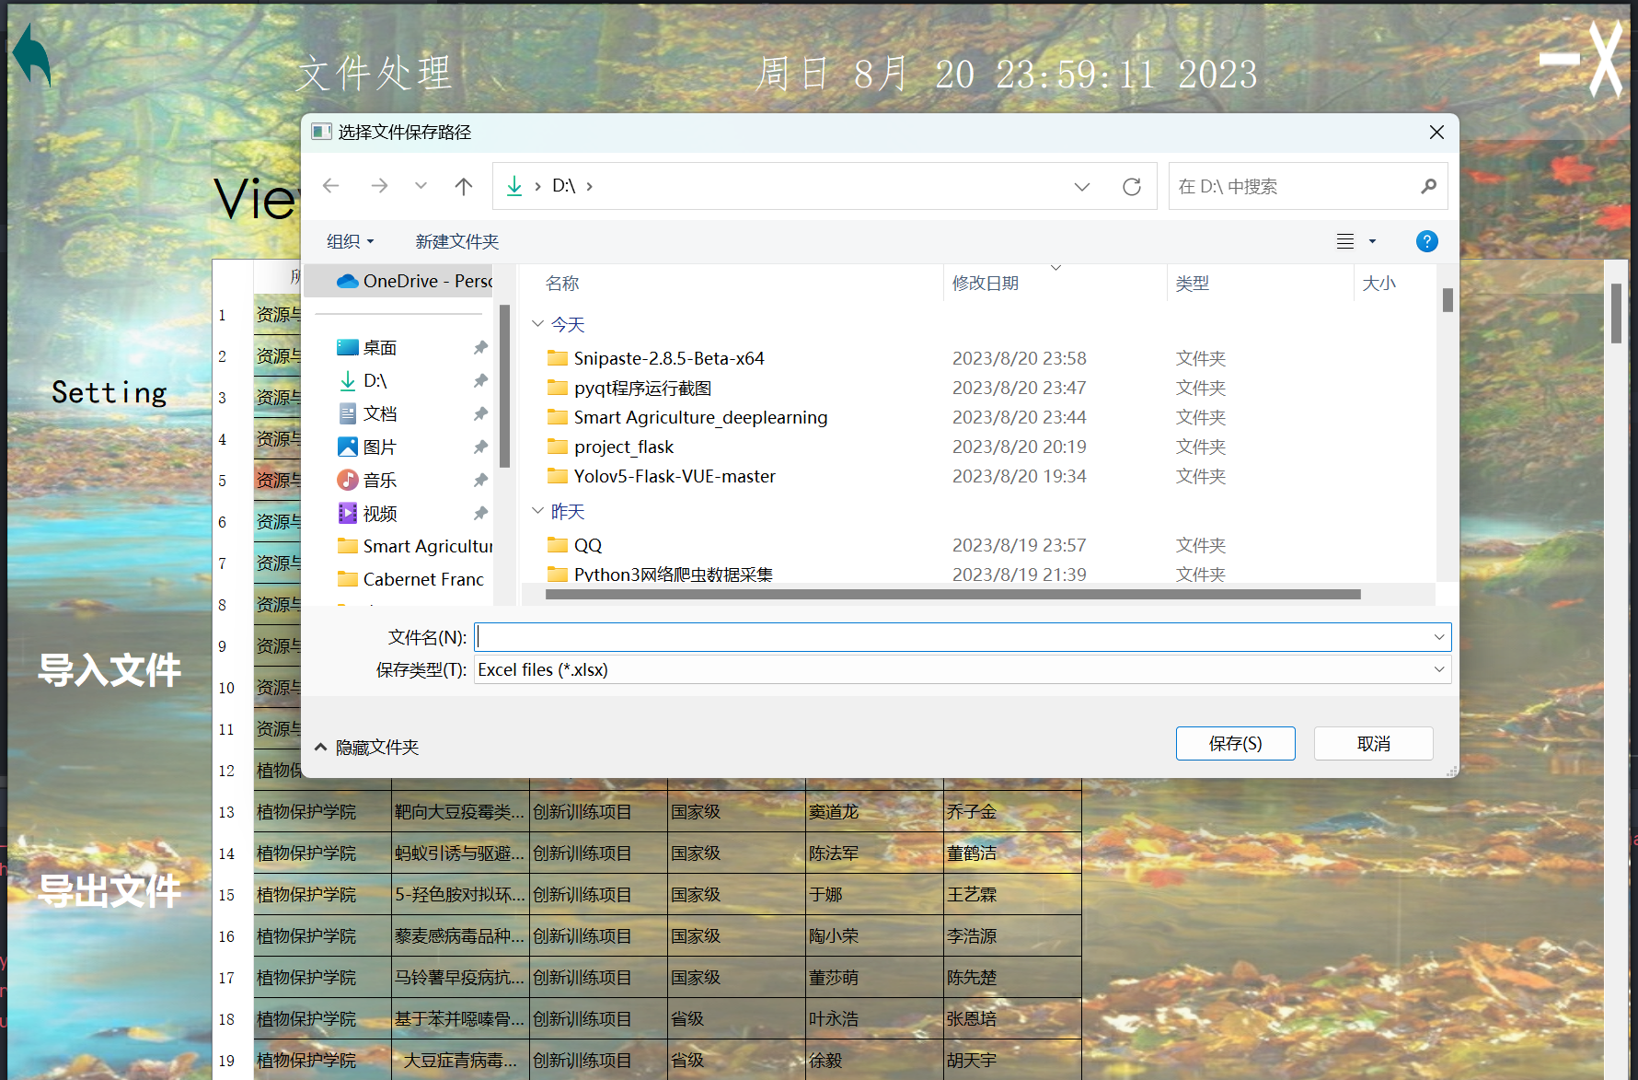 文件处理
周日 8月 20 23:59:11 2023
选择文件保存路径
Vie
D:\
在 D:\ 中搜索
组织
新建文件夹
OneDrive - Perso
名称
修改日期
类型
大小
今天
Snipaste-2.8.5-Beta-x64 2023/8/20 23:58 文件夹
pyqt程序运行截图 2023/8/20 23:47 文件夹
Smart Agriculture_deeplearning 2023/8/20 23:44 文件夹
project_flask 2023/8/20 20:19 文件夹
Yolov5-Flask-VUE-master 2023/8/20 19:34 文件夹
昨天
QQ 2023/8/19 23:57 文件夹
Python3网络爬虫数据采集 2023/8/19 21:39 文件夹
桌面
D:\
文档
图片
音乐
视频
Smart Agricultur
Cabernet Franc
文件名(N):
保存类型(T): Excel files (*.xlsx)
隐藏文件夹
保存(S)
取消
Setting
导入文件
导出文件
所
1 资源与
2 资源与
3 资源与
4 资源与
5 资源与
6 资源与
7 资源与
8 资源与
9 资源与
10 资源与
11 资源与
12 植物保
13 植物保护学院 靶向大豆疫霉类... 创新训练项目 国家级 窦道龙 乔子金
14 植物保护学院 蚂蚁引诱与驱避... 创新训练项目 国家级 陈法军 董鹤洁
15 植物保护学院 5-羟色胺对拟环... 创新训练项目 国家级 于娜 王艺霖
16 植物保护学院 藜麦感病毒品种... 创新训练项目 国家级 陶小荣 李浩源
17 植物保护学院 马铃薯早疫病抗... 创新训练项目 国家级 董莎萌 陈先楚
18 植物保护学院 基于苯并噁嗪骨... 创新训练项目 省级 叶永浩 张恩培
19 植物保护学院 大豆症青病毒... 创新训练项目 省级 徐毅 胡天宇